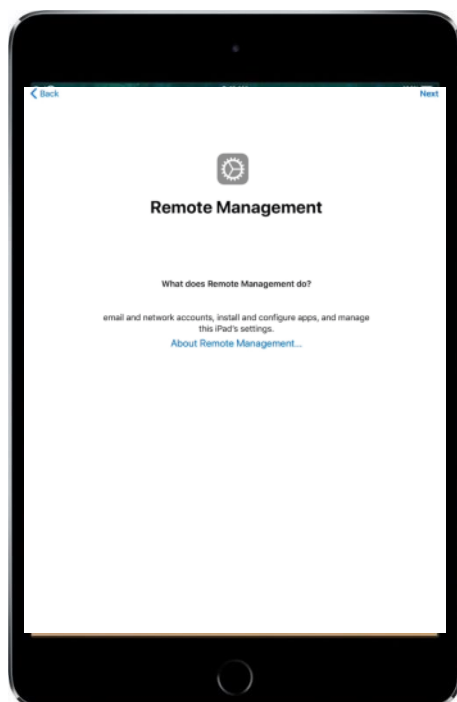 Back
Next
Remote Management
What does Remote Management do?
email and network accounts, install and configure apps, and manage
this iPad's settings.
About Remote Management...